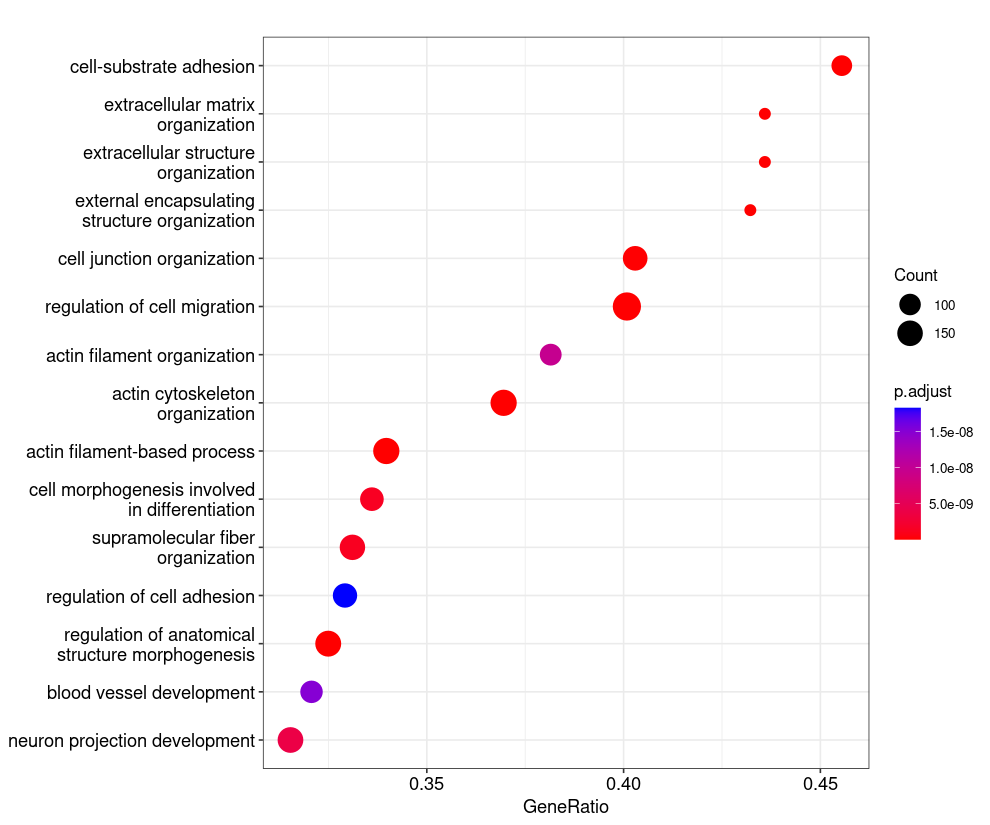 cell-substrate adhesion
extracellular matrix
organization
extracellular structure
organization
external encapsulating
structure organization
cell junction organization
regulation of cell migration
actin filament organization
actin cytoskeleton
organization
actin filament-based process
cell morphogenesis involved
in differentiation
supramolecular fiber
organization
regulation of cell adhesion
regulation of anatomical
structure morphogenesis
blood vessel development
neuron projection development
0.35
0.40
0.45
GeneRatio
Count
100
150
p.adjust
1.5e-08
1.0e-08
5.0e-09